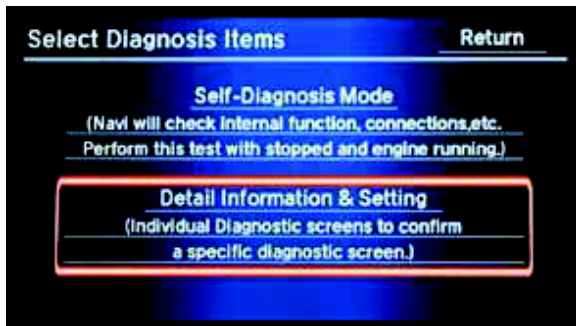 Select Diagnosis Items
Return
Self-Diagnosis Mode
(Navi will check internal function, connections,etc.
Perform this test with stopped and engine running.)
Detail Information & Setting
(Individual Diagnostic screens to confirm
a specific diagnostic screen.)